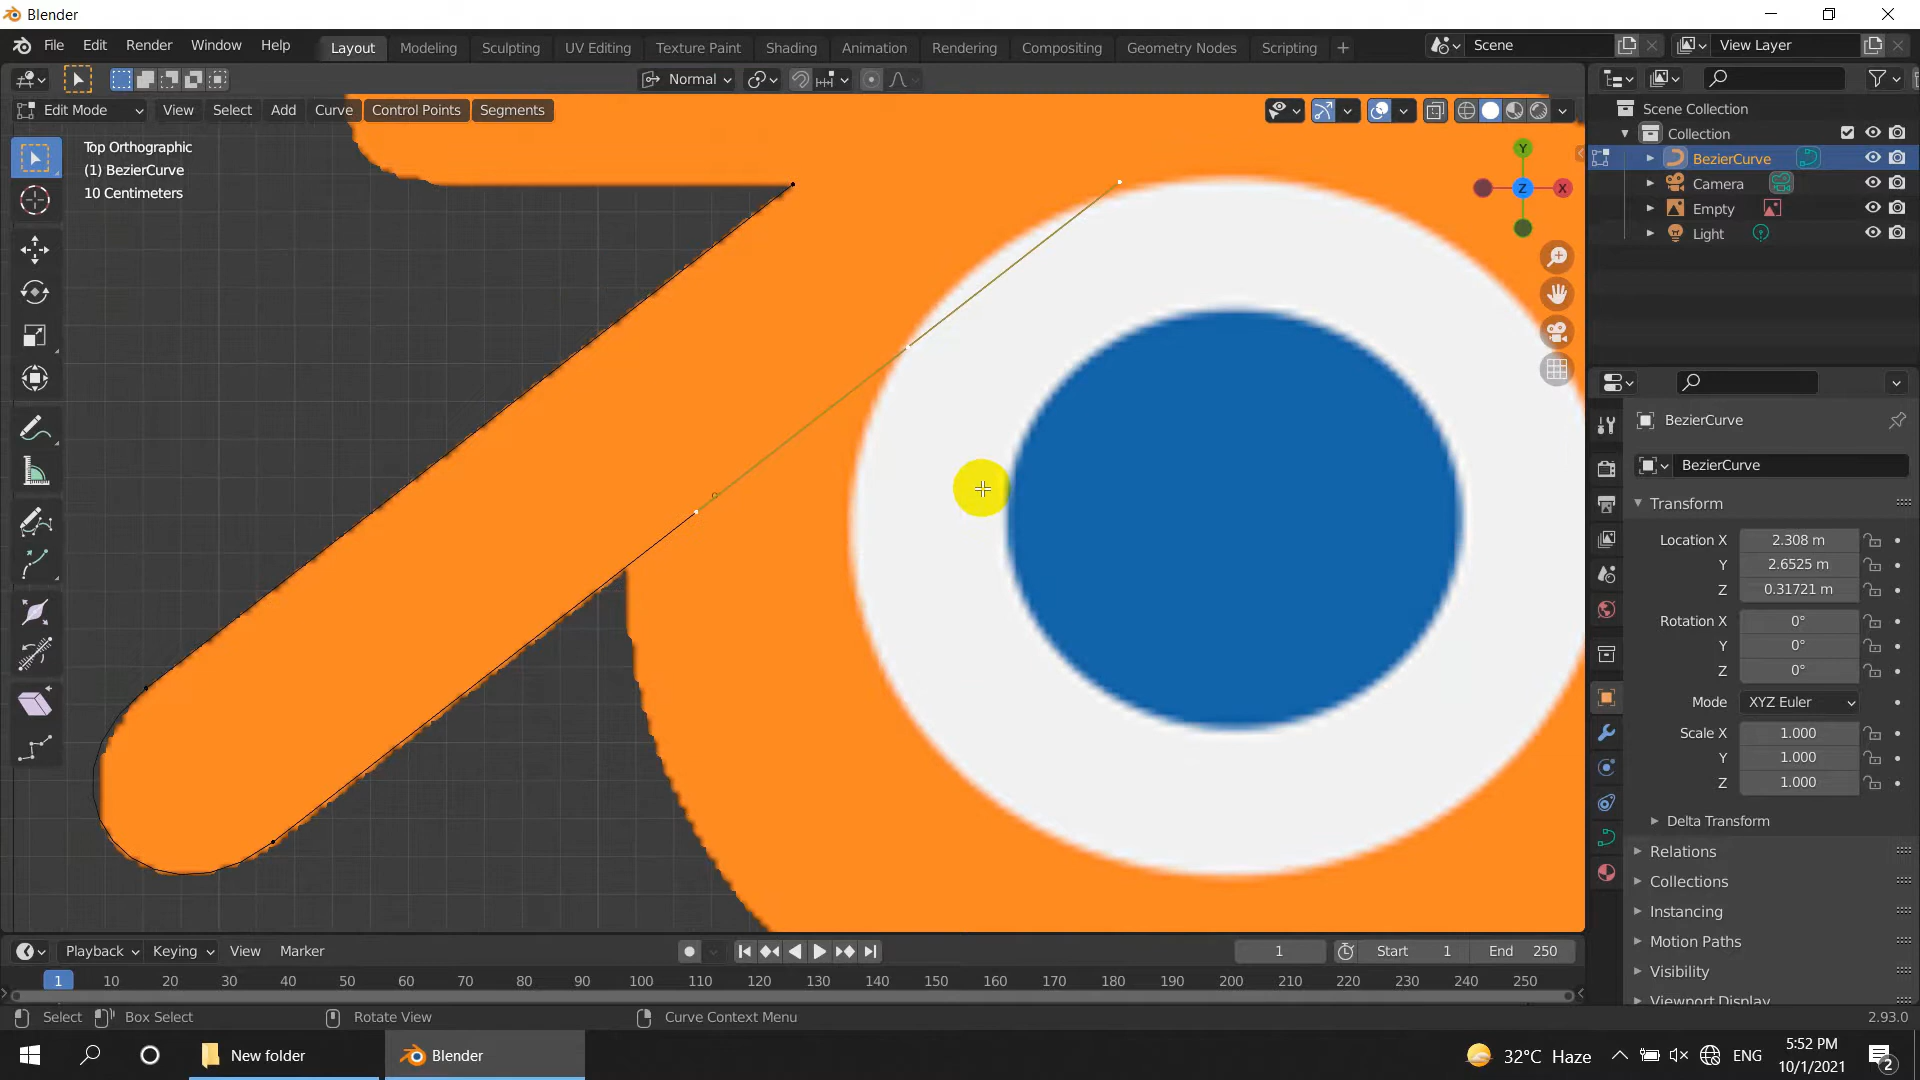 Blender
File Edit Render Window Help
Layout Modeling Sculpting UV Editing Texture Paint Shading Animation Rendering Compositing Geometry Nodes Scripting +
Scene
View Layer
Normal
Edit Mode View Select Add Curve Control Points Segments
Top Orthographic
(1) BezierCurve
10 Centimeters
Y
Z
X
Scene Collection
Collection
BezierCurve
Camera
Empty
Light
BezierCurve
BezierCurve
Transform
Location X 2.308 m
Y 2.6525 m
Z 0.31721 m
Rotation X 0°
Y 0°
Z 0°
Mode XYZ Euler
Scale X 1.000
Y 1.000
Z 1.000
Delta Transform
Relations
Collections
Instancing
Motion Paths
Visibility
Viewport Display
Playback Keying View Marker
1
Start 1 End 250
1 10 20 30 40 50 60 70 80 90 100 110 120 130 140 150 160 170 180 190 200 210 220 230 240 250
Select Box Select Rotate View Curve Context Menu
2.93.0
New folder
Blender
32°C Haze
ENG
5:52 PM
10/1/2021
2